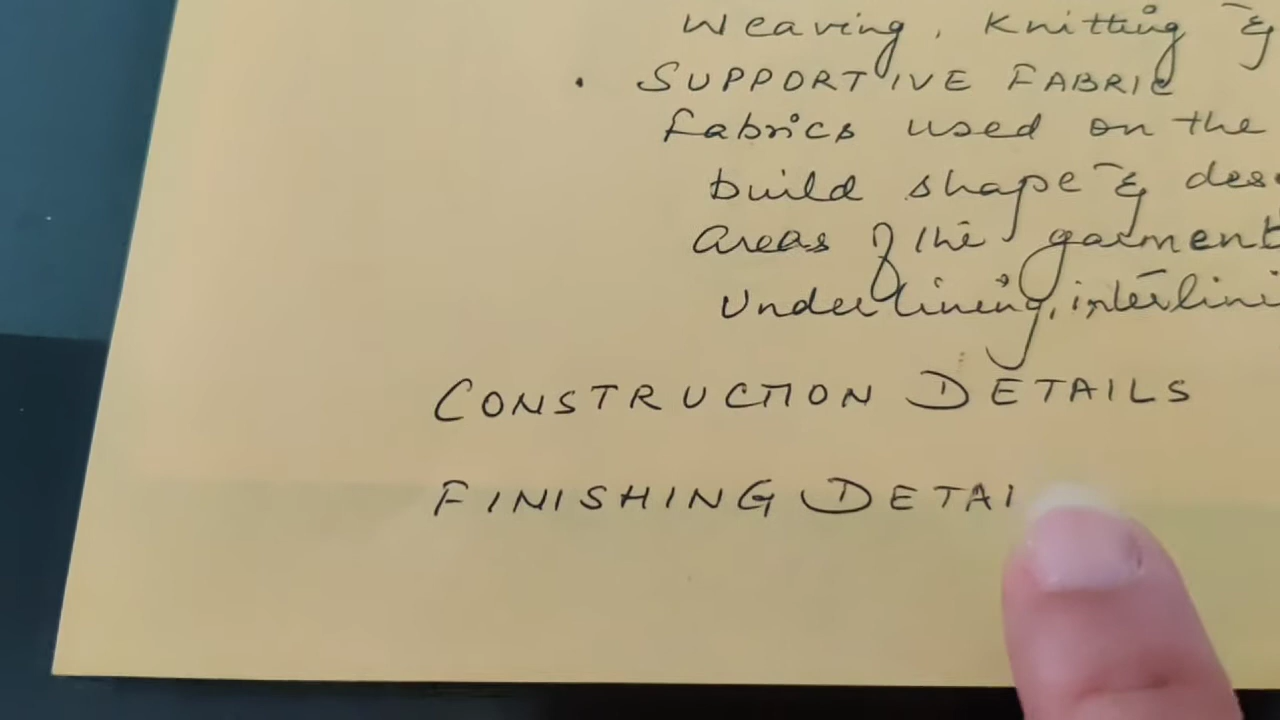 Weaving, Knitting &
• SUPPORTIVE FABRIC
Fabrics used on the
build shape & des
Areas of the garment
Underlining, interlini
CONSTRUCTION DETAILS
FINISHING DETAI